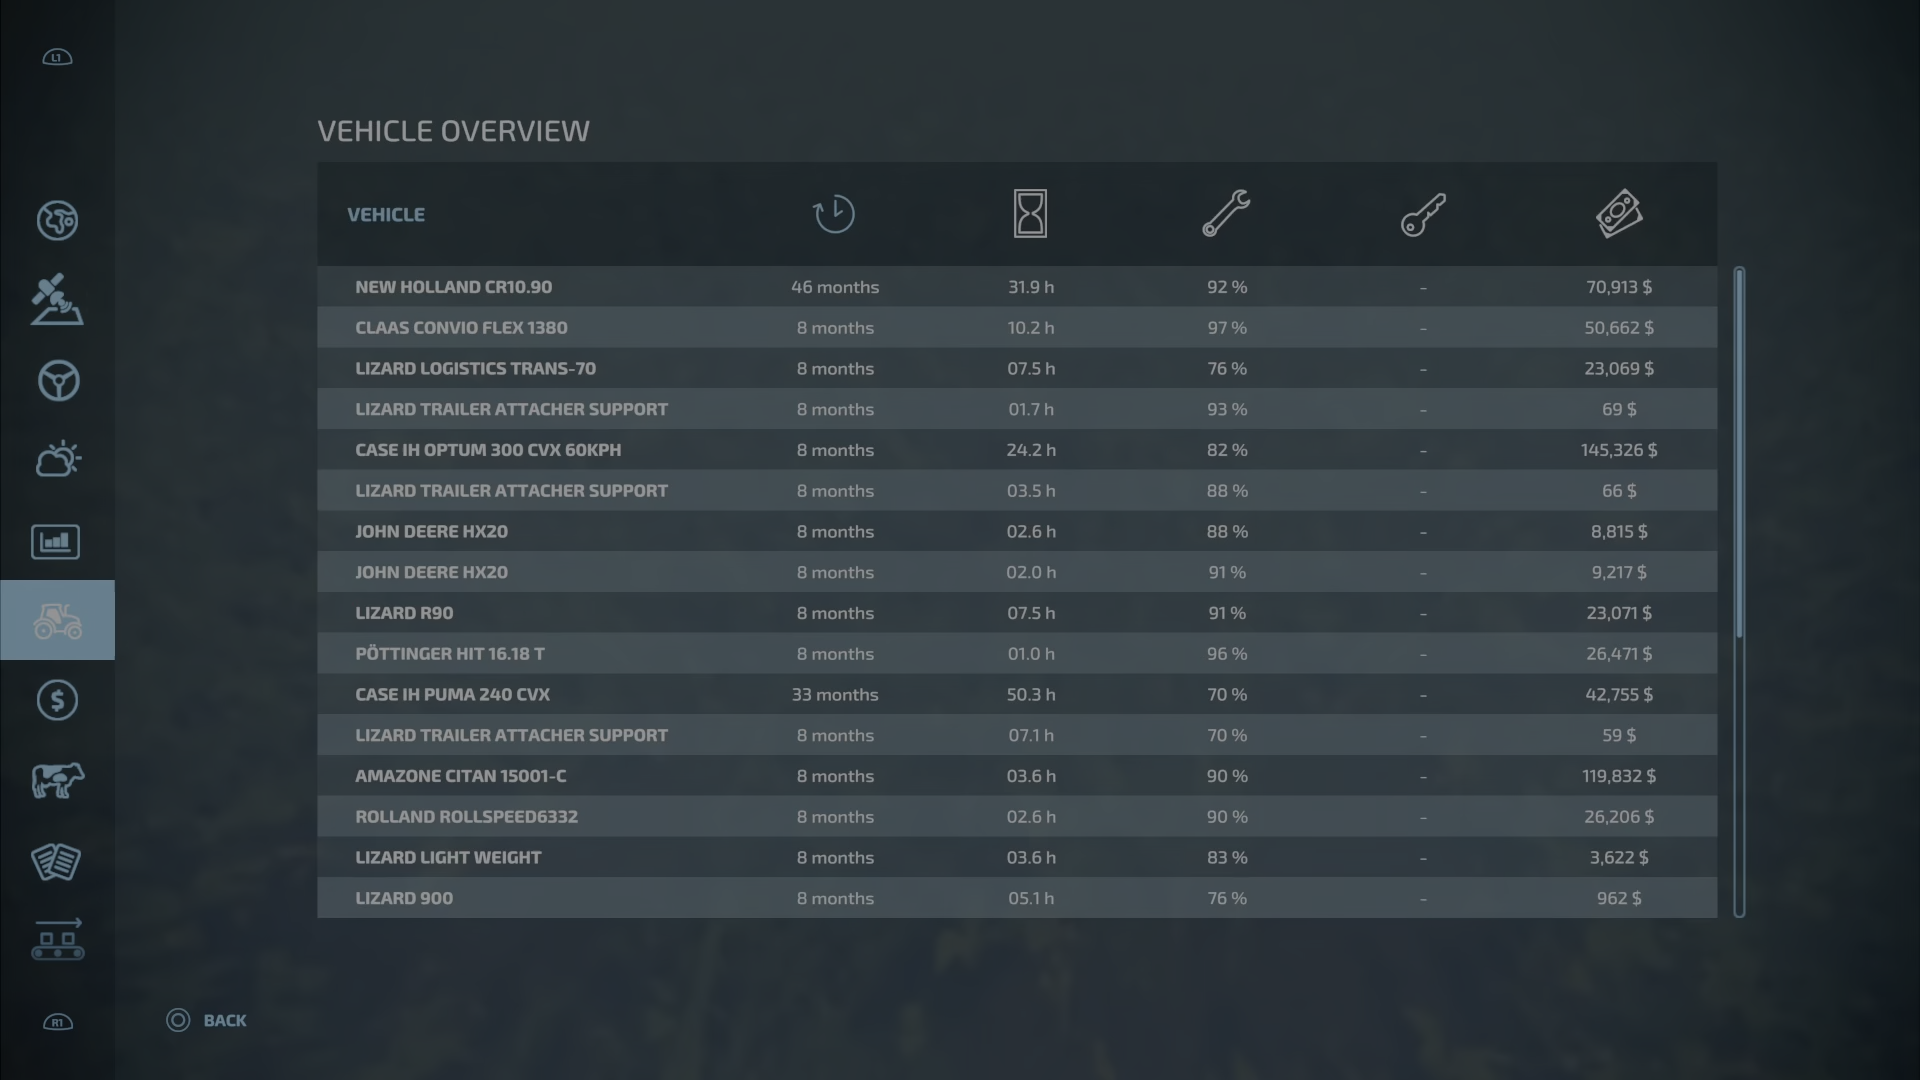 L1
VEHICLE OVERVIEW
VEHICLE
NEW HOLLAND CR10.90 46 months 31.9 h 92 % - 70,913 $
CLAAS CONVIO FLEX 1380 8 months 10.2 h 97 % - 50,662 $
LIZARD LOGISTICS TRANS-70 8 months 07.5 h 76 % - 23,069 $
LIZARD TRAILER ATTACHER SUPPORT 8 months 01.7 h 93 % - 69 $
CASE IH OPTUM 300 CVX 60KPH 8 months 24.2 h 82 % - 145,326 $
LIZARD TRAILER ATTACHER SUPPORT 8 months 03.5 h 88 % - 66 $
JOHN DEERE HX20 8 months 02.6 h 88 % - 8,815 $
JOHN DEERE HX20 8 months 02.0 h 91 % - 9,217 $
LIZARD R90 8 months 07.5 h 91 % - 23,071 $
PÖTTINGER HIT 16.18 T 8 months 01.0 h 96 % - 26,471 $
CASE IH PUMA 240 CVX 33 months 50.3 h 70 % - 42,755 $
LIZARD TRAILER ATTACHER SUPPORT 8 months 07.1 h 70 % - 59 $
AMAZONE CITAN 15001-C 8 months 03.6 h 90 % - 119,832 $
ROLLAND ROLLSPEED6332 8 months 02.6 h 90 % - 26,206 $
LIZARD LIGHT WEIGHT 8 months 03.6 h 83 % - 3,622 $
LIZARD 900 8 months 05.1 h 76 % - 962 $
R1
BACK